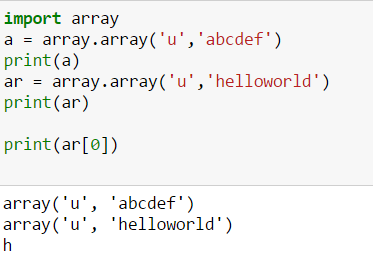 import array
a = array.array('u','abcdef')
print(a)
ar = array.array('u','helloworld')
print(ar)
print(ar[0])
array('u', 'abcdef')
array('u', 'helloworld')
h